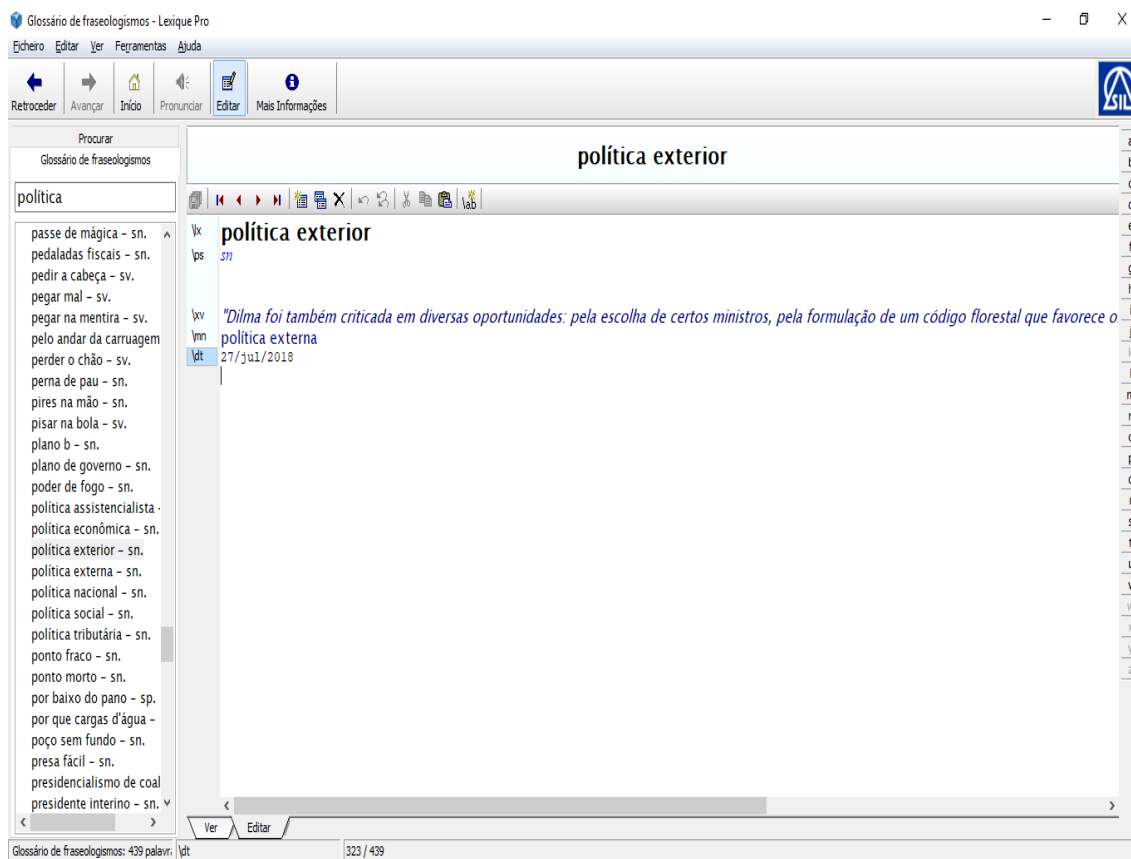 Glossário de fraseologismos - Lexique Pro
Ficheiro Editar Ver Ferramentas Ajuda
Retroceder Avançar Início Pronunciar Editar Mais Informações
SIL
Procurar
Glossário de fraseologismos
política
passe de mágica – sn.
pedaladas fiscais – sn.
pedir a cabeça – sv.
pegar mal – sv.
pegar na mentira – sv.
pelo andar da carruagem
perder o chão – sv.
perna de pau – sn.
pires na mão – sn.
pisar na bola – sv.
plano b – sn.
plano de governo – sn.
poder de fogo – sn.
política assistencialista -
política econômica – sn.
política exterior – sn.
política externa – sn.
política nacional – sn.
política social – sn.
política tributária – sn.
ponto fraco – sn.
ponto morto – sn.
por baixo do pano – sp.
por que cargas d'água –
poço sem fundo – sn.
presa fácil – sn.
presidencialismo de coal
presidente interino – sn.
política exterior
\ab
\lx política exterior
\ps sn
\xv "Dilma foi também criticada em diversas oportunidades: pela escolha de certos ministros, pela formulação de um código florestal que favorece o
\mn política externa
\dt 27/jul/2018
Ver Editar
Glossário de fraseologismos: 439 palavr \dt 323 / 439